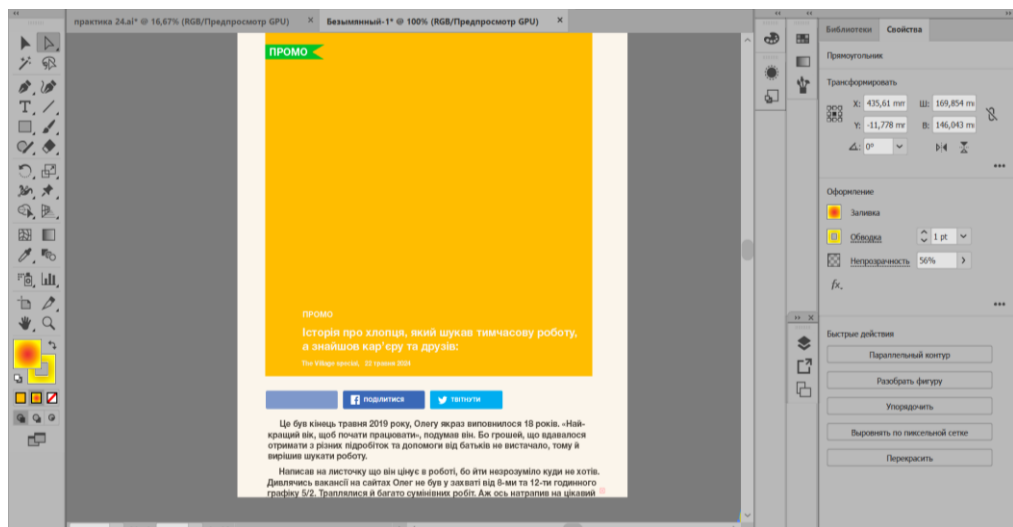 практика 24.ai* @ 16,67% (RGB/Предпросмотр GPU) ×
Безымянный-1* @ 100% (RGB/Предпросмотр GPU) ×
ПРОМО
ПРОМО
Історія про хлопця, який шукав тимчасову роботу,
а знайшов кар’єру та друзів:
The Village special, 22 травня 2024
поділитися
твітнути
Це був кінець травня 2019 року, Олегу якраз виповнилося 18 років. «Най-
кращий вік, щоб почати працювати», подумав він. Бо грошей, що вдавалося
отримати з різних підробіток та допомоги від батьків не вистачало, тому й
вирішив шукати роботу.
Написав на листочку що він цінує в роботі, бо йти незрозуміло куди не хотів.
Дивлячись вакансії на сайтах Олег не був у захваті від 8-ми та 12-ти годинного
графіку 5/2. Траплялися й багато сумінівних робіт. Аж ось натрапив на цікавий
Библиотеки Свойства
Прямоугольник
Трансформировать
X: 435,61 mm Ш: 169,854 m
Y: -11,778 mr В: 146,043 m
0°
Оформление
Заливка
Обводка 1 pt
Непрозрачность 56%
fx.
Быстрые действия
Параллельный контур
Разобрать фигуру
Упорядочить
Выровнять по пиксельной сетке
Перекрасить